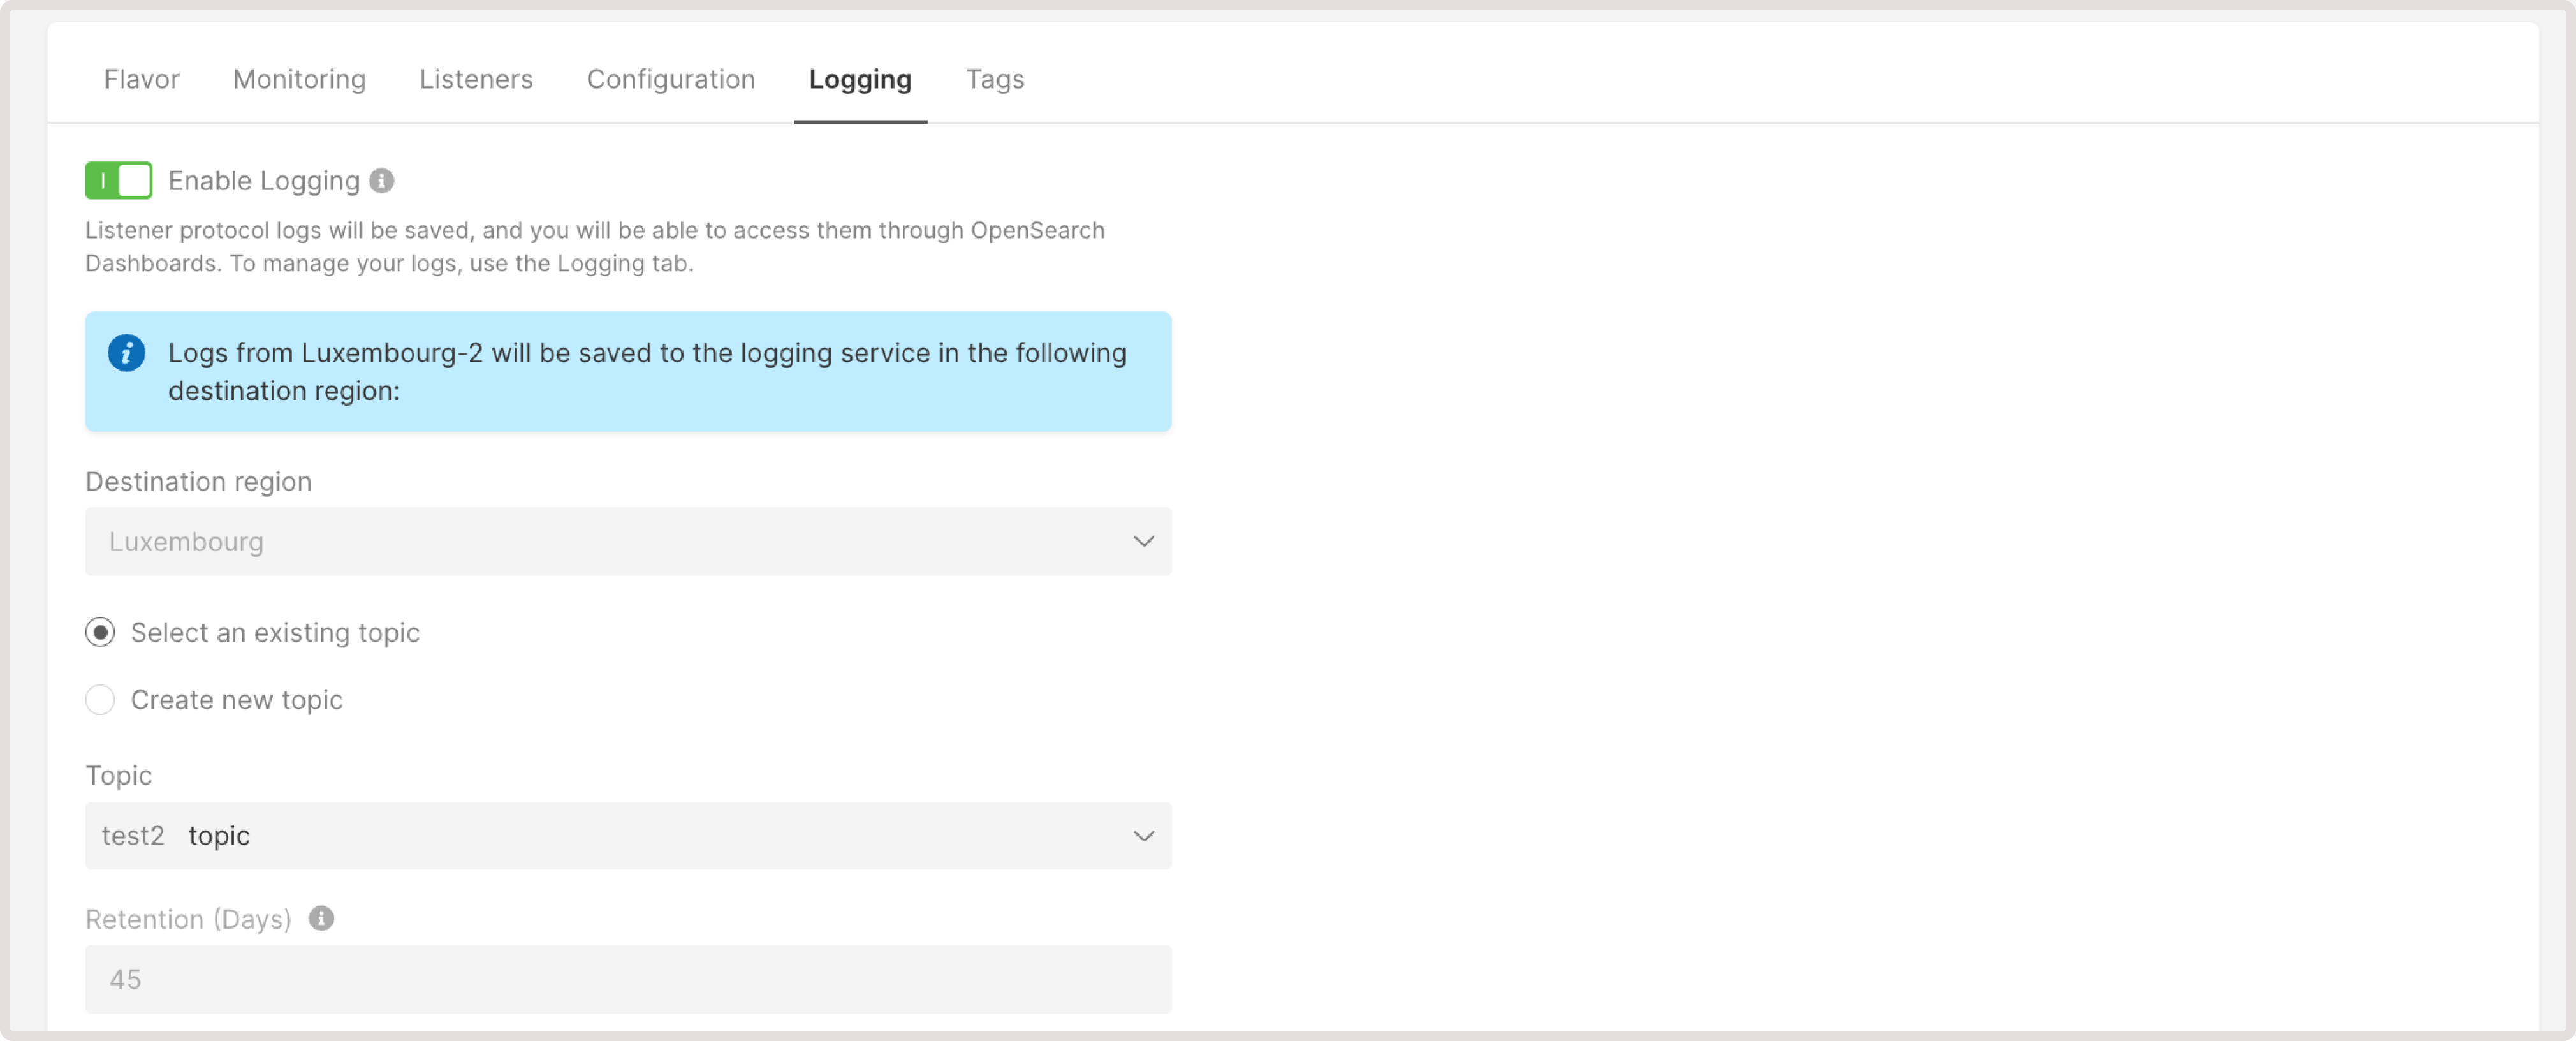 Flavor Monitoring Listeners Configuration Logging Tags
Enable Logging
Listener protocol logs will be saved, and you will be able to access them through OpenSearch
Dashboards. To manage your logs, use the Logging tab.
Logs from Luxembourg-2 will be saved to the logging service in the following
destination region:
Destination region
Luxembourg
Select an existing topic
Create new topic
Topic
test2 topic
Retention (Days)
45